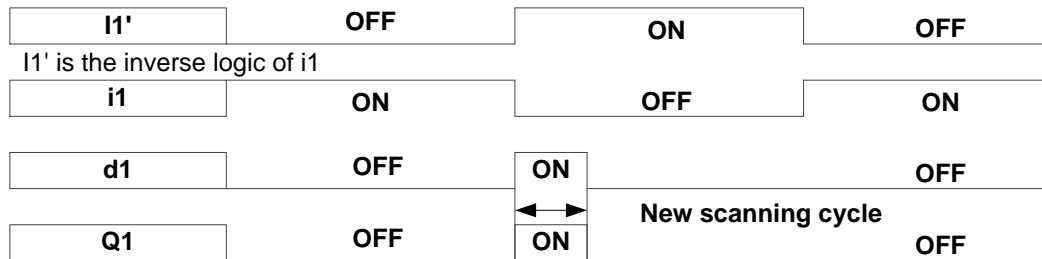 I1' OFF ON OFF
I1' is the inverse logic of i1
i1 ON OFF ON
d1 OFF ON OFF
New scanning cycle
Q1 OFF ON OFF